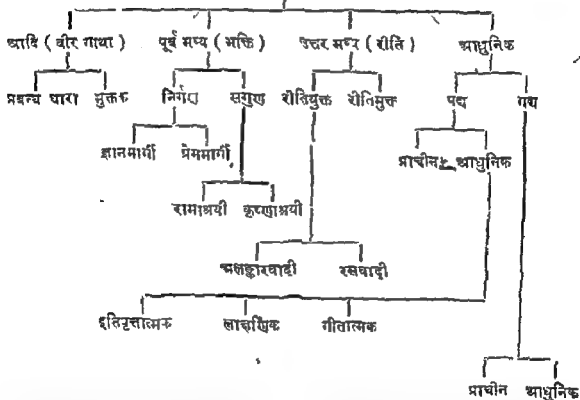 आदि ( वीर गाथा ) पूर्व मध्य ( भक्ति ) उत्तर मध्य ( रीति ) आधुनिक
प्रबन्ध धारा मुक्तक निर्गुण सगुण रीतियुक्त रीतिमुक्त पद्य गद्य
ज्ञानमार्गी प्रेममार्गी प्राचीन आधुनिक
रामाश्रयी कृष्णाश्रयी
अलङ्कारवादी रसवादी
इतिवृत्तात्मक लाक्षणिक गीतात्मक
प्राचीन आधुनिक